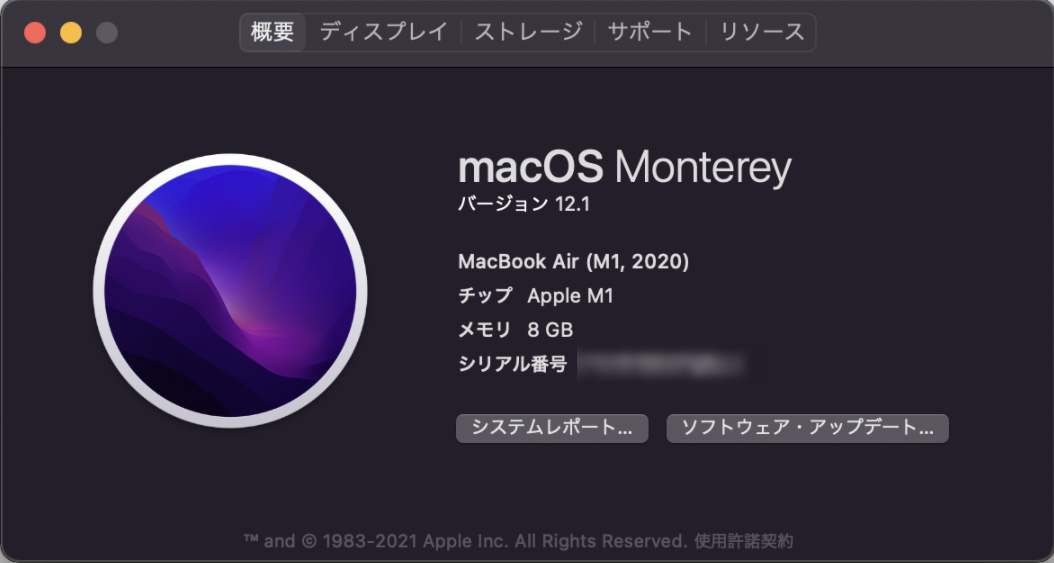 概要 ディスプレイ ストレージ サポート リソース
macOS Monterey
バージョン 12.1
MacBook Air (M1, 2020)
チップ Apple M1
メモリ 8 GB
シリアル番号
システムレポート... ソフトウェア・アップデート...
™ and © 1983-2021 Apple Inc. All Rights Reserved. 使用許諾契約